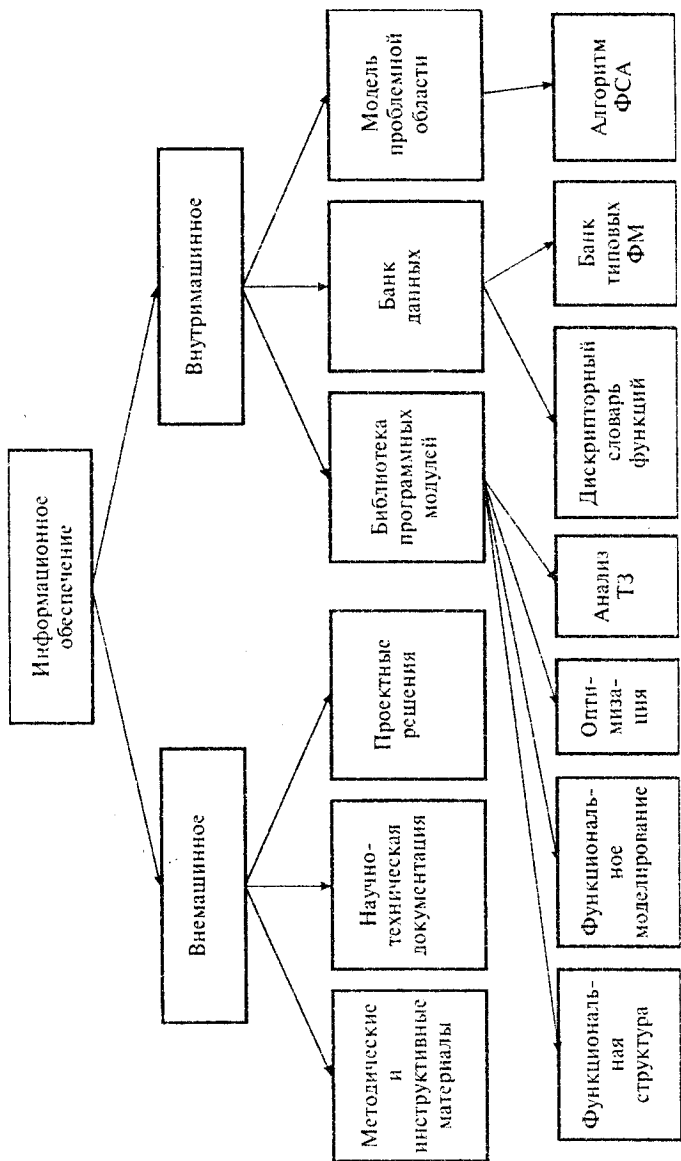 Информационное
обеспечение
Внемашинное
Внутримашинное
Методические
и
инструктивные
материалы
Научно-
техническая
документация
Проектные
решения
Библиотека
программных
модулей
Банк
данных
Модель
проблемной
области
Функциональ-
ная
структура
Функциональ-
ное
моделирование
Опти-
миза-
ция
Анализ
ТЗ
Дискрипторный
словарь
функций
Банк
типовых
ФМ
Алгоритм
ФСА